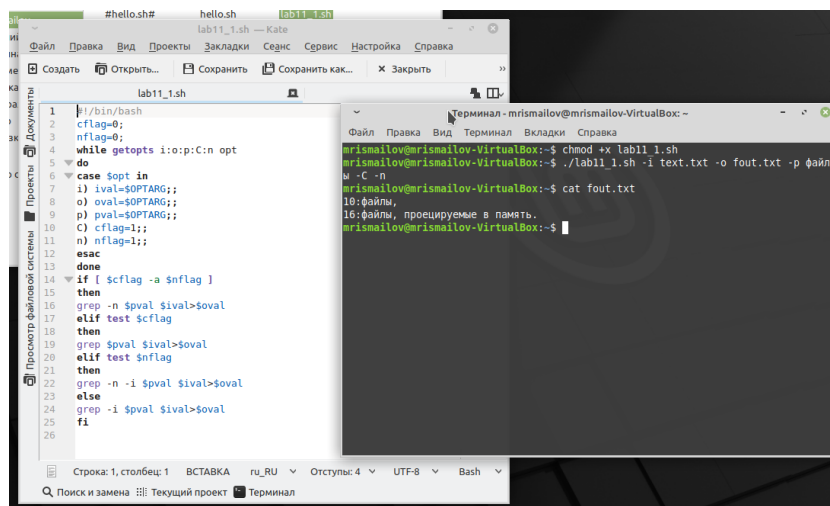 #hello.sh# hello.sh lab11_1.sh
lab11_1.sh — Kate
Файл Правка Вид Проекты Закладки Сеанс Сервис Настройка Справка
Создать Открыть... Сохранить Сохранить как... Закрыть »
lab11_1.sh
Документы
Проекты
Просмотр файловой системы
1 #!/bin/bash
2 cflag=0;
3 nflag=0;
4 while getopts i:o:p:C:n opt
5 do
6 case $opt in
7 i) ival=$OPTARG;;
8 o) oval=$OPTARG;;
9 p) pval=$OPTARG;;
10 C) cflag=1;;
11 n) nflag=1;;
12 esac
13 done
14 if [ $cflag -a $nflag ]
15 then
16 grep -n $pval $ival>$oval
17 elif test $cflag
18 then
19 grep $pval $ival>$oval
20 elif test $nflag
21 then
22 grep -n -i $pval $ival>$oval
23 else
24 grep -i $pval $ival>$oval
25 fi
26
Строка: 1, столбец: 1 ВСТАВКА ru_RU Отступы: 4 UTF-8 Bash
Поиск и замена Текущий проект Терминал
Терминал - mrismailov@mrismailov-VirtualBox: ~
Файл Правка Вид Терминал Вкладки Справка
mrismailov@mrismailov-VirtualBox:~$ chmod +x lab11_1.sh
mrismailov@mrismailov-VirtualBox:~$ ./lab11_1.sh -i text.txt -o fout.txt -p файл
ы -C -n
mrismailov@mrismailov-VirtualBox:~$ cat fout.txt
10:файлы,
16:файлы, проецируемые в память.
mrismailov@mrismailov-VirtualBox:~$